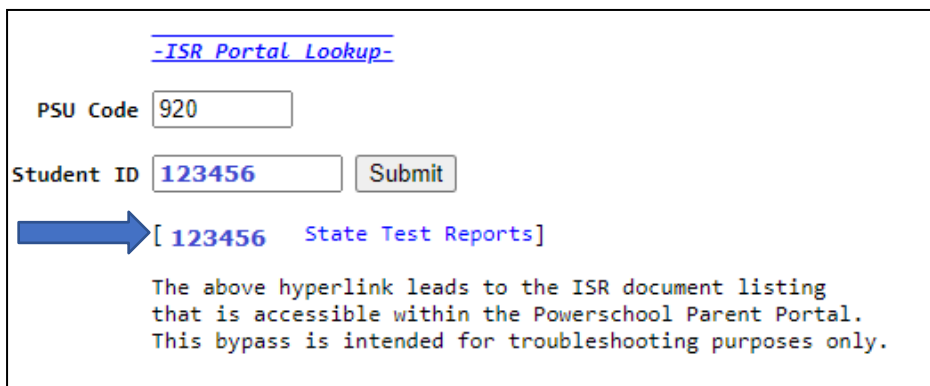 -ISR Portal Lookup-
PSU Code 920
Student ID 123456 Submit
[ 123456 State Test Reports]
The above hyperlink leads to the ISR document listing
that is accessible within the Powerschool Parent Portal.
This bypass is intended for troubleshooting purposes only.